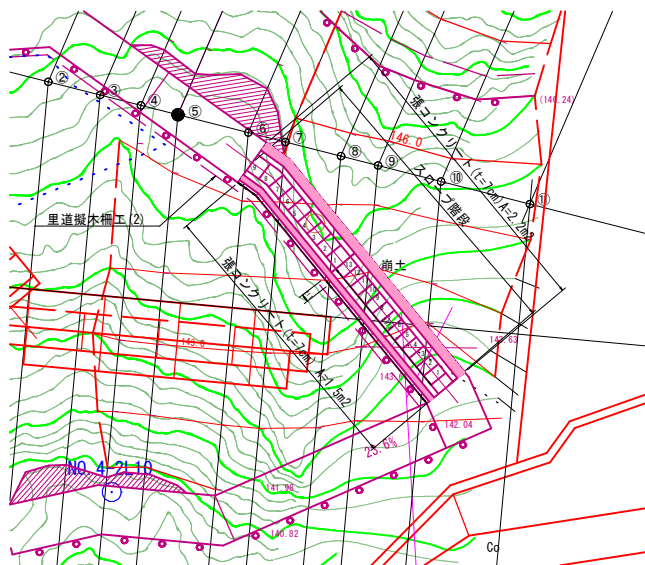 ②
③
④
⑤
⑥
⑦
⑧
⑨
⑩
⑪
(146.24)
146.0
張コンクリート(t=7cm)A=2.2m2
スロープ階段
里道擬木柵工(2)
崩土
張コンクリート(t=7cm) A=1.5m2
143.63
142.04
23.6%
NO.4-2L10
141.98
140.82
Co